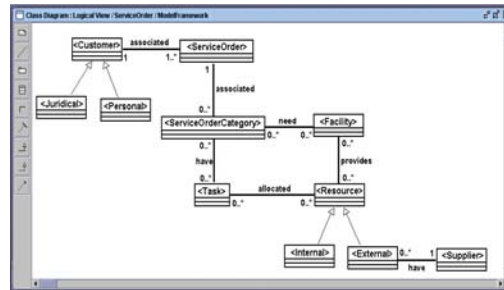 Class Diagram : Logical View / ServiceOrder / ModelFramework
<Customer> associated <ServiceOrder>
1 1..*
1
<Juridical> <Personal> associated
0..*
<ServiceOrderCategory> need <Facility>
0..* 0..*
0..* 0..*
have provides
0..* 0..*
<Task> allocated <Resource>
0..* 0..*
<Internal> <External> 0..* 1 <Supplier>
have